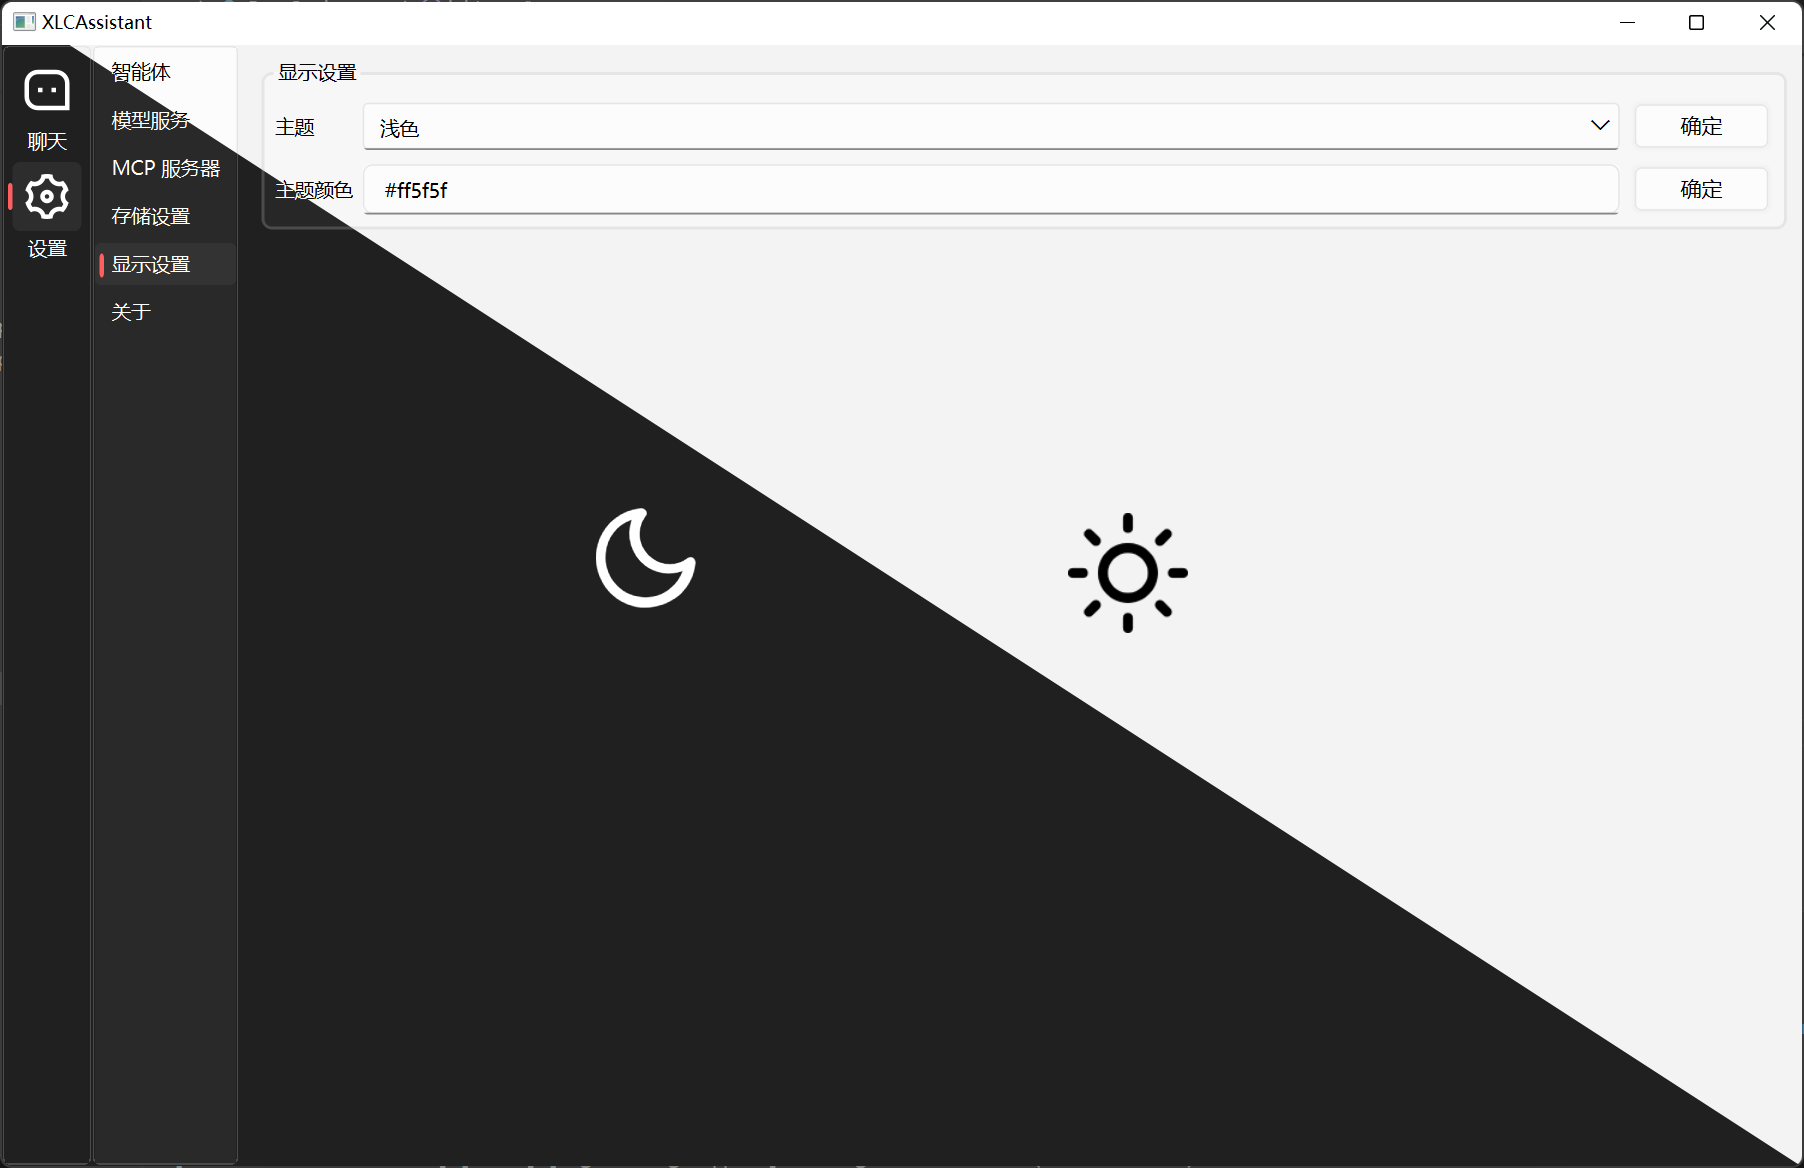 XLCAssistant
聊天
设置
智能体
模型服务
MCP 服务器
存储设置
显示设置
关于
显示设置
主题
浅色
确定
主题颜色
#ff5f5f
确定